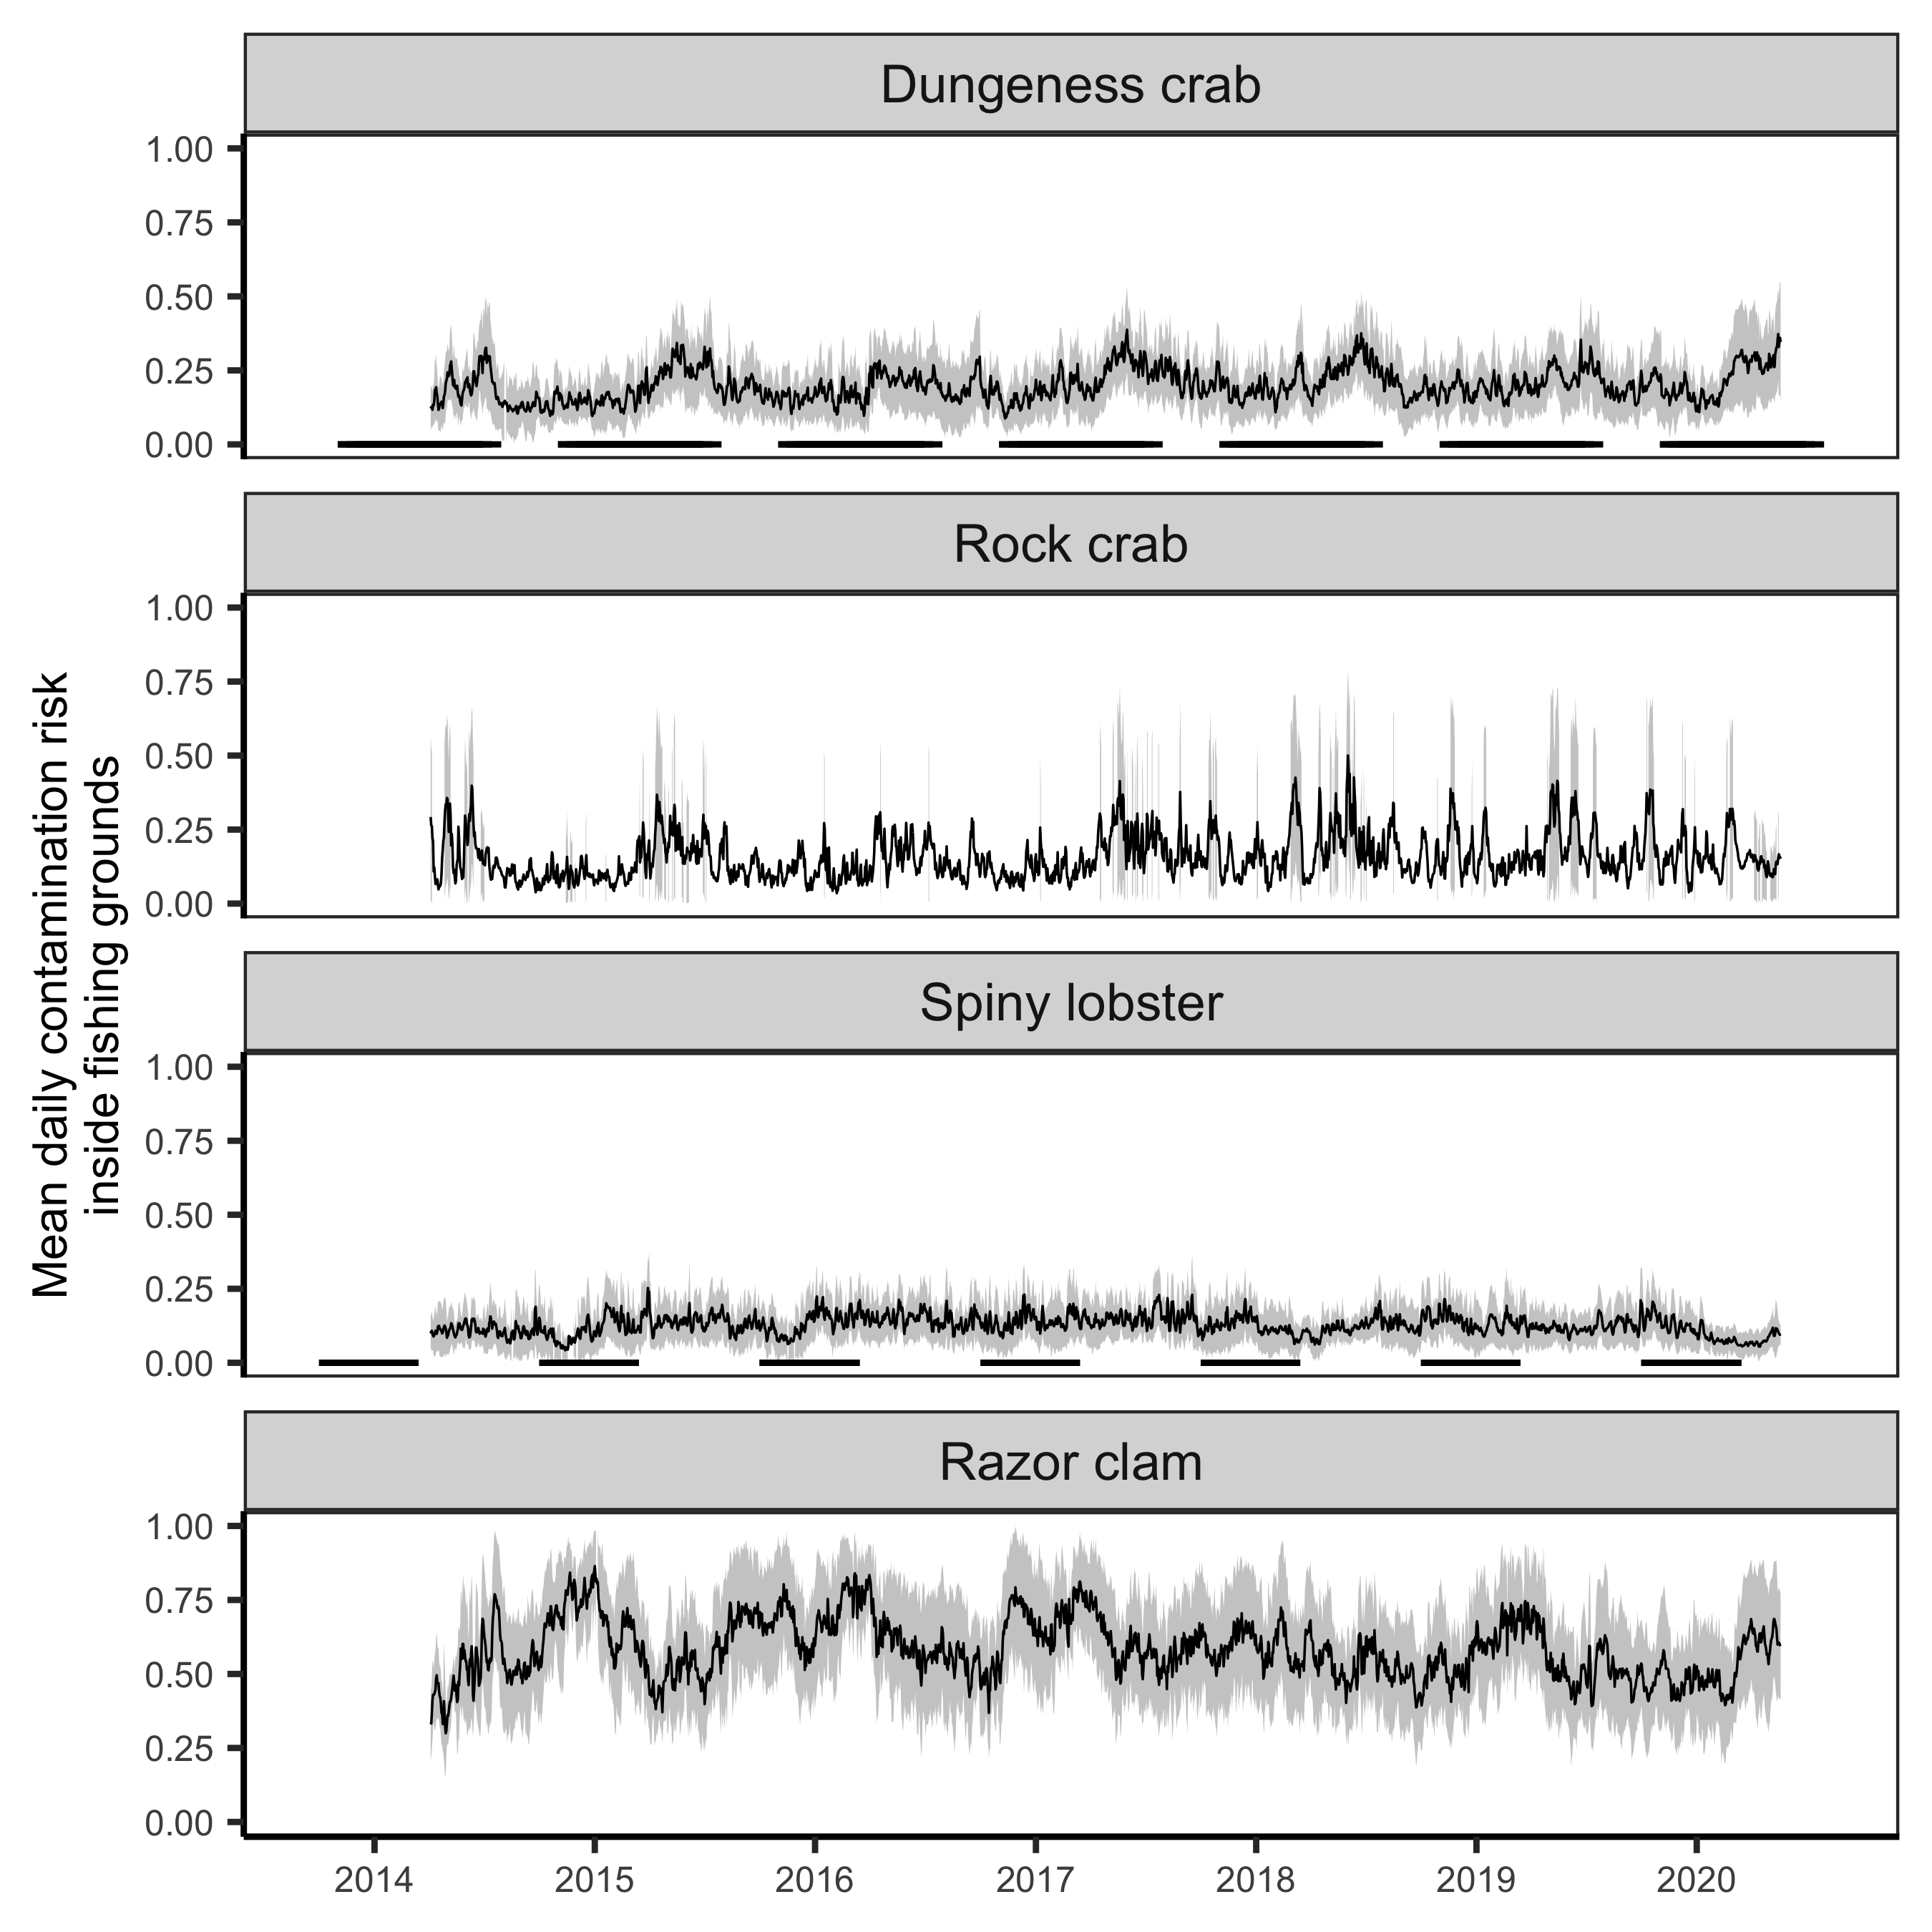 Dungeness crab
1.00
0.75
0.50
0.25
0.00
Rock crab
1.00
0.75
0.50
0.25
0.00
Mean daily contamination risk
inside fishing grounds
Spiny lobster
1.00
0.75
0.50
0.25
0.00
Razor clam
1.00
0.75
0.50
0.25
0.00
2014 2015 2016 2017 2018 2019 2020